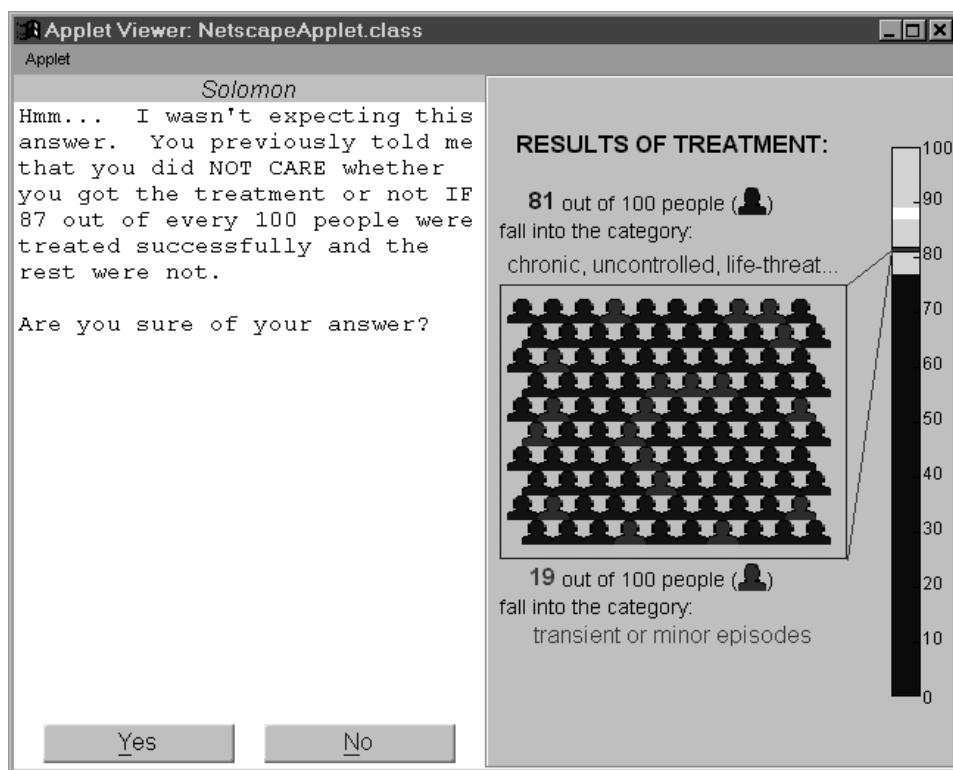 Applet Viewer: NetscapeApplet.class
Applet
Solomon
Hmm... I wasn't expecting this
answer. You previously told me
that you did NOT CARE whether
you got the treatment or not IF
87 out of every 100 people were
treated successfully and the
rest were not.
Are you sure of your answer?
Yes
No
RESULTS OF TREATMENT:
81 out of 100 people ( )
fall into the category:
chronic, uncontrolled, life-threat...
19 out of 100 people ( )
fall into the category:
transient or minor episodes
100
90
80
70
60
50
40
30
20
10
0